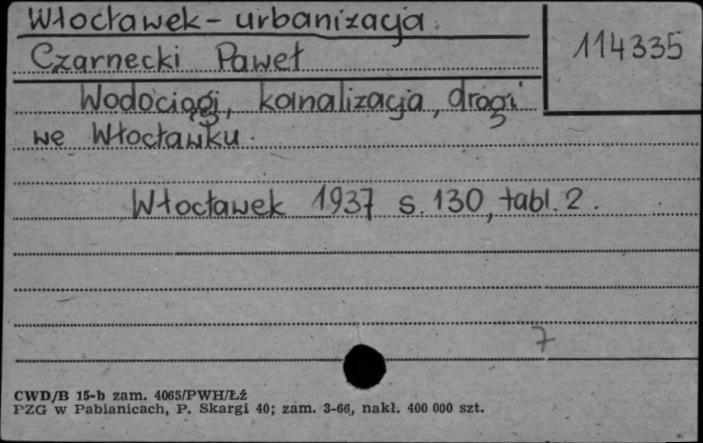 Włocławek - urbanizacja.
Czarnecki Paweł
114335
Wodociągi, kanalizacja, drogi
we Włocławku.
Włocławek 1937 s. 130, tabl. 2.
7
CWD/B 15-b zam. 4065/PWH/Łź
PZG w Pabianicach, P. Skargi 40; zam. 3-66, nakł. 400 000 szt.